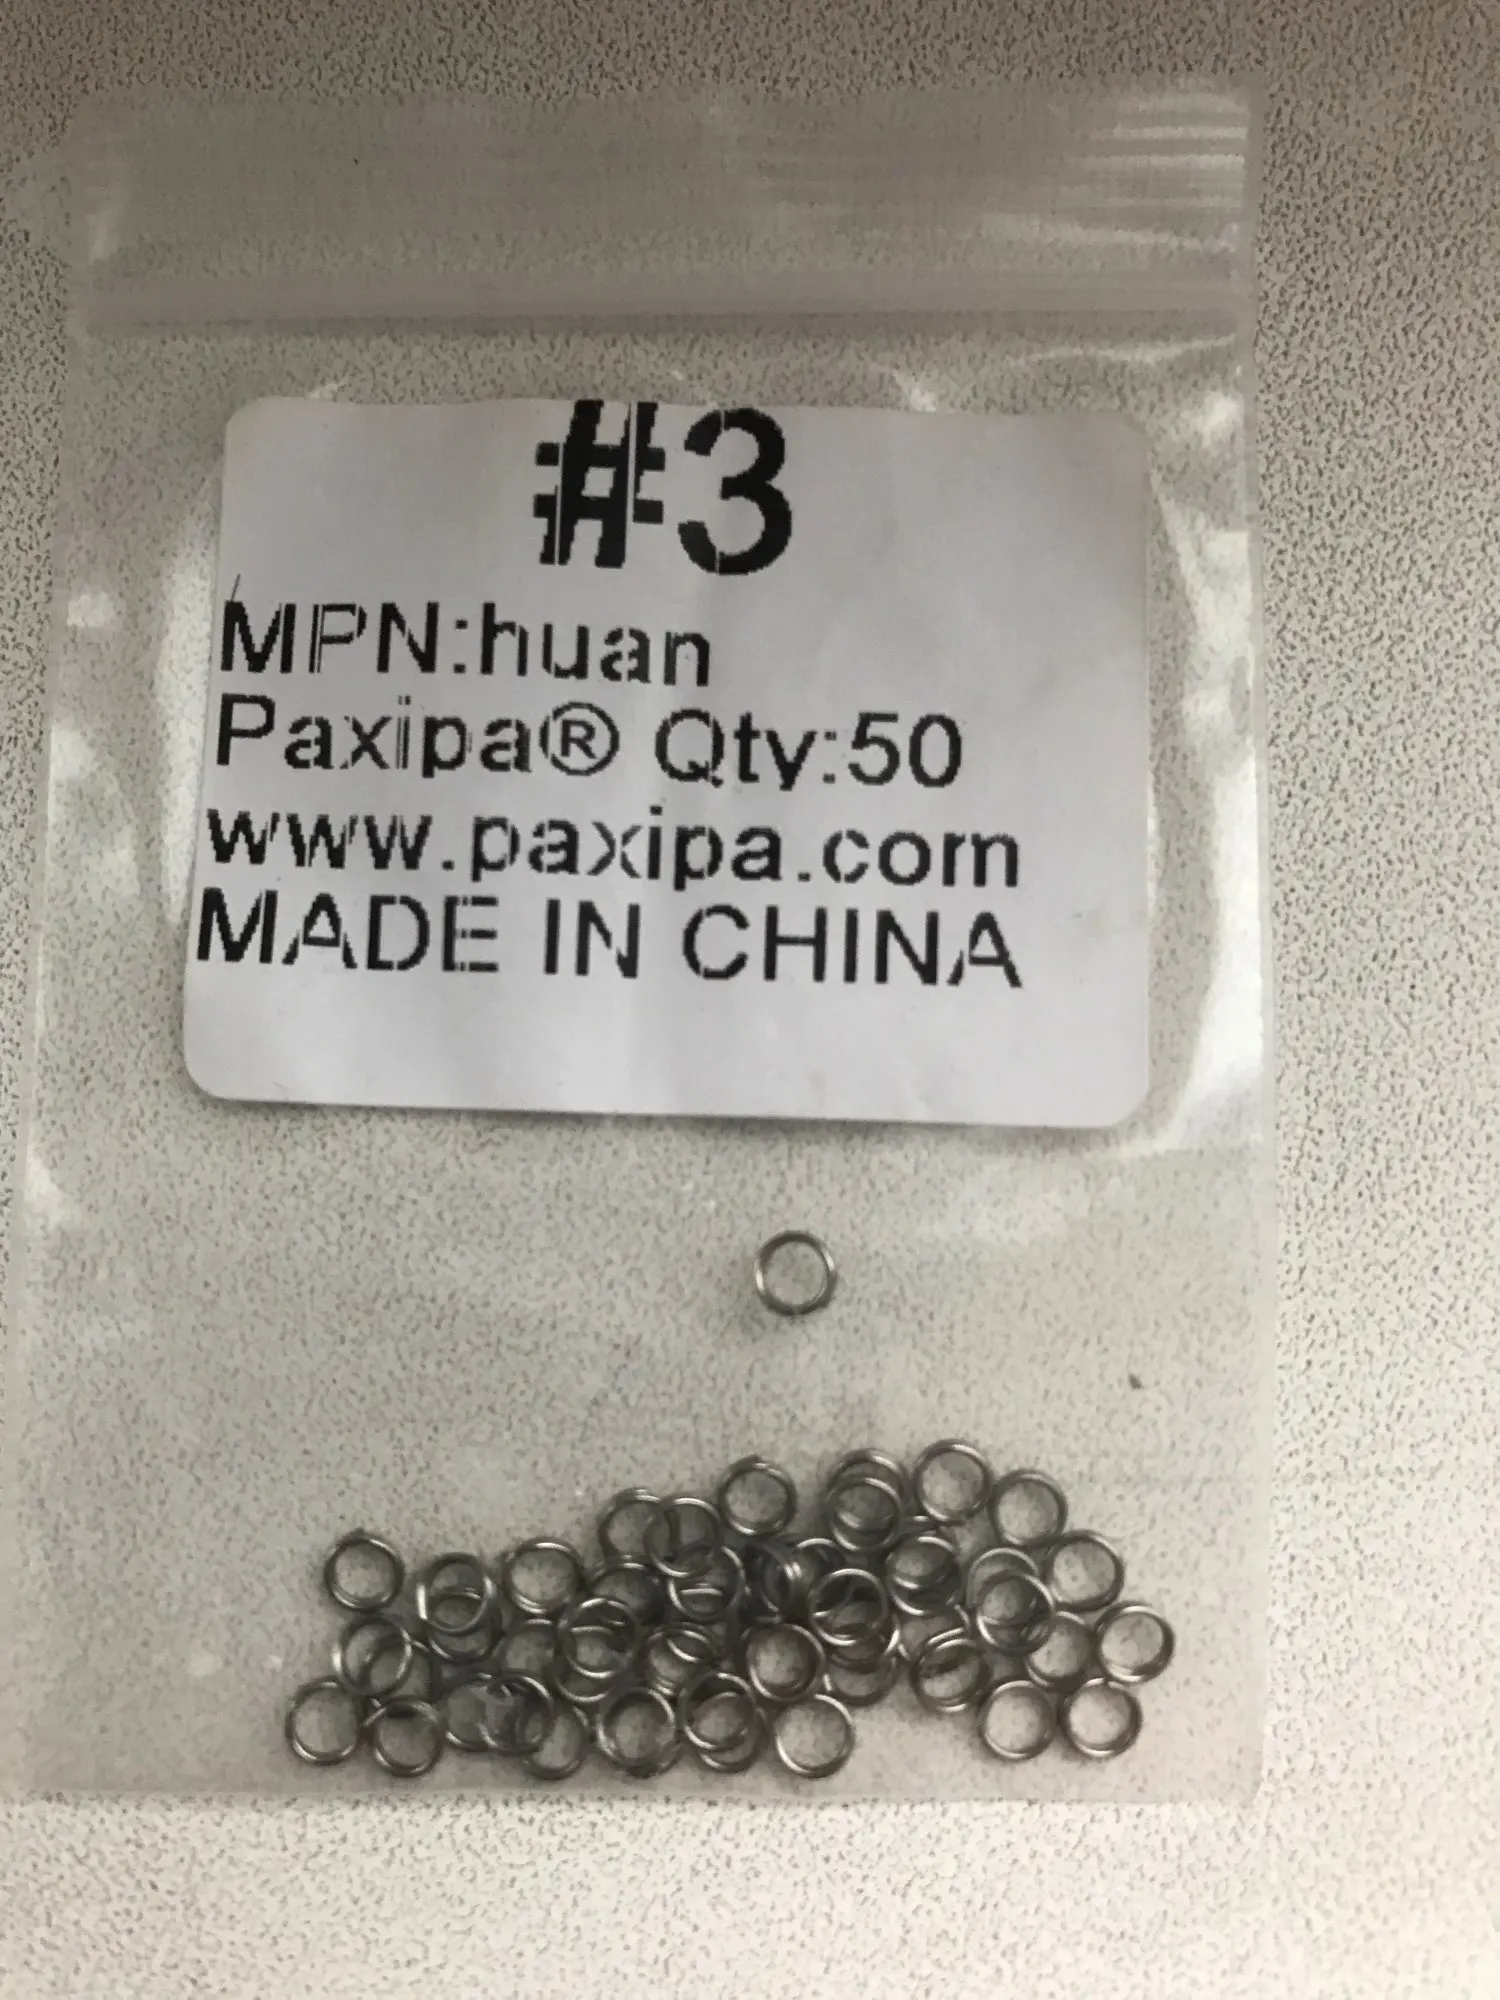 #3
MPN:huan
Paxipa® Qty:50
www.paxipa.com
MADE IN CHINA